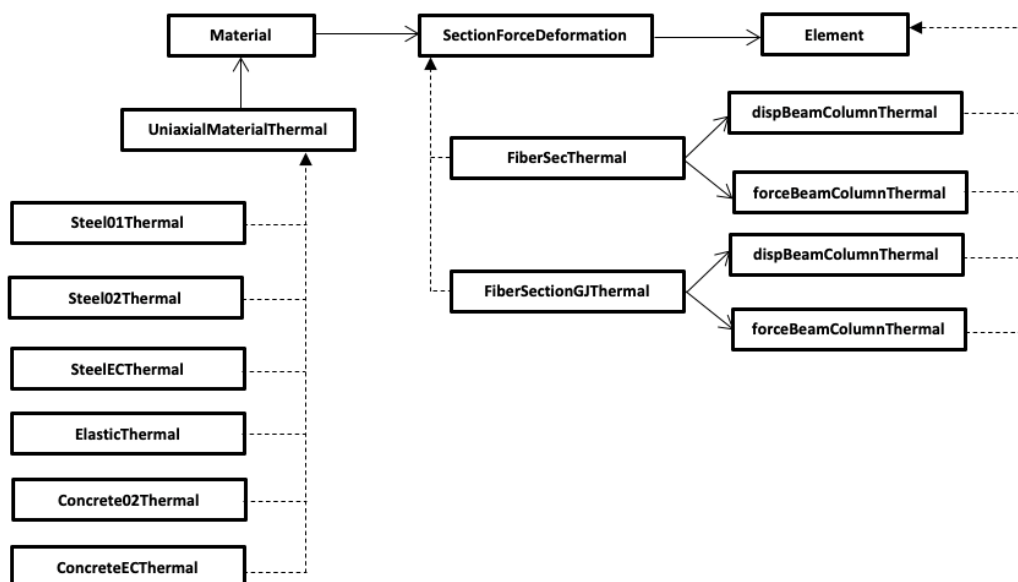 Material
SectionForceDeformation
Element
UniaxialMaterialThermal
dispBeamColumnThermal
FiberSecThermal
forceBeamColumnThermal
Steel01Thermal
dispBeamColumnThermal
Steel02Thermal
FiberSectionGJThermal
forceBeamColumnThermal
SteelECThermal
ElasticThermal
Concrete02Thermal
ConcreteECThermal